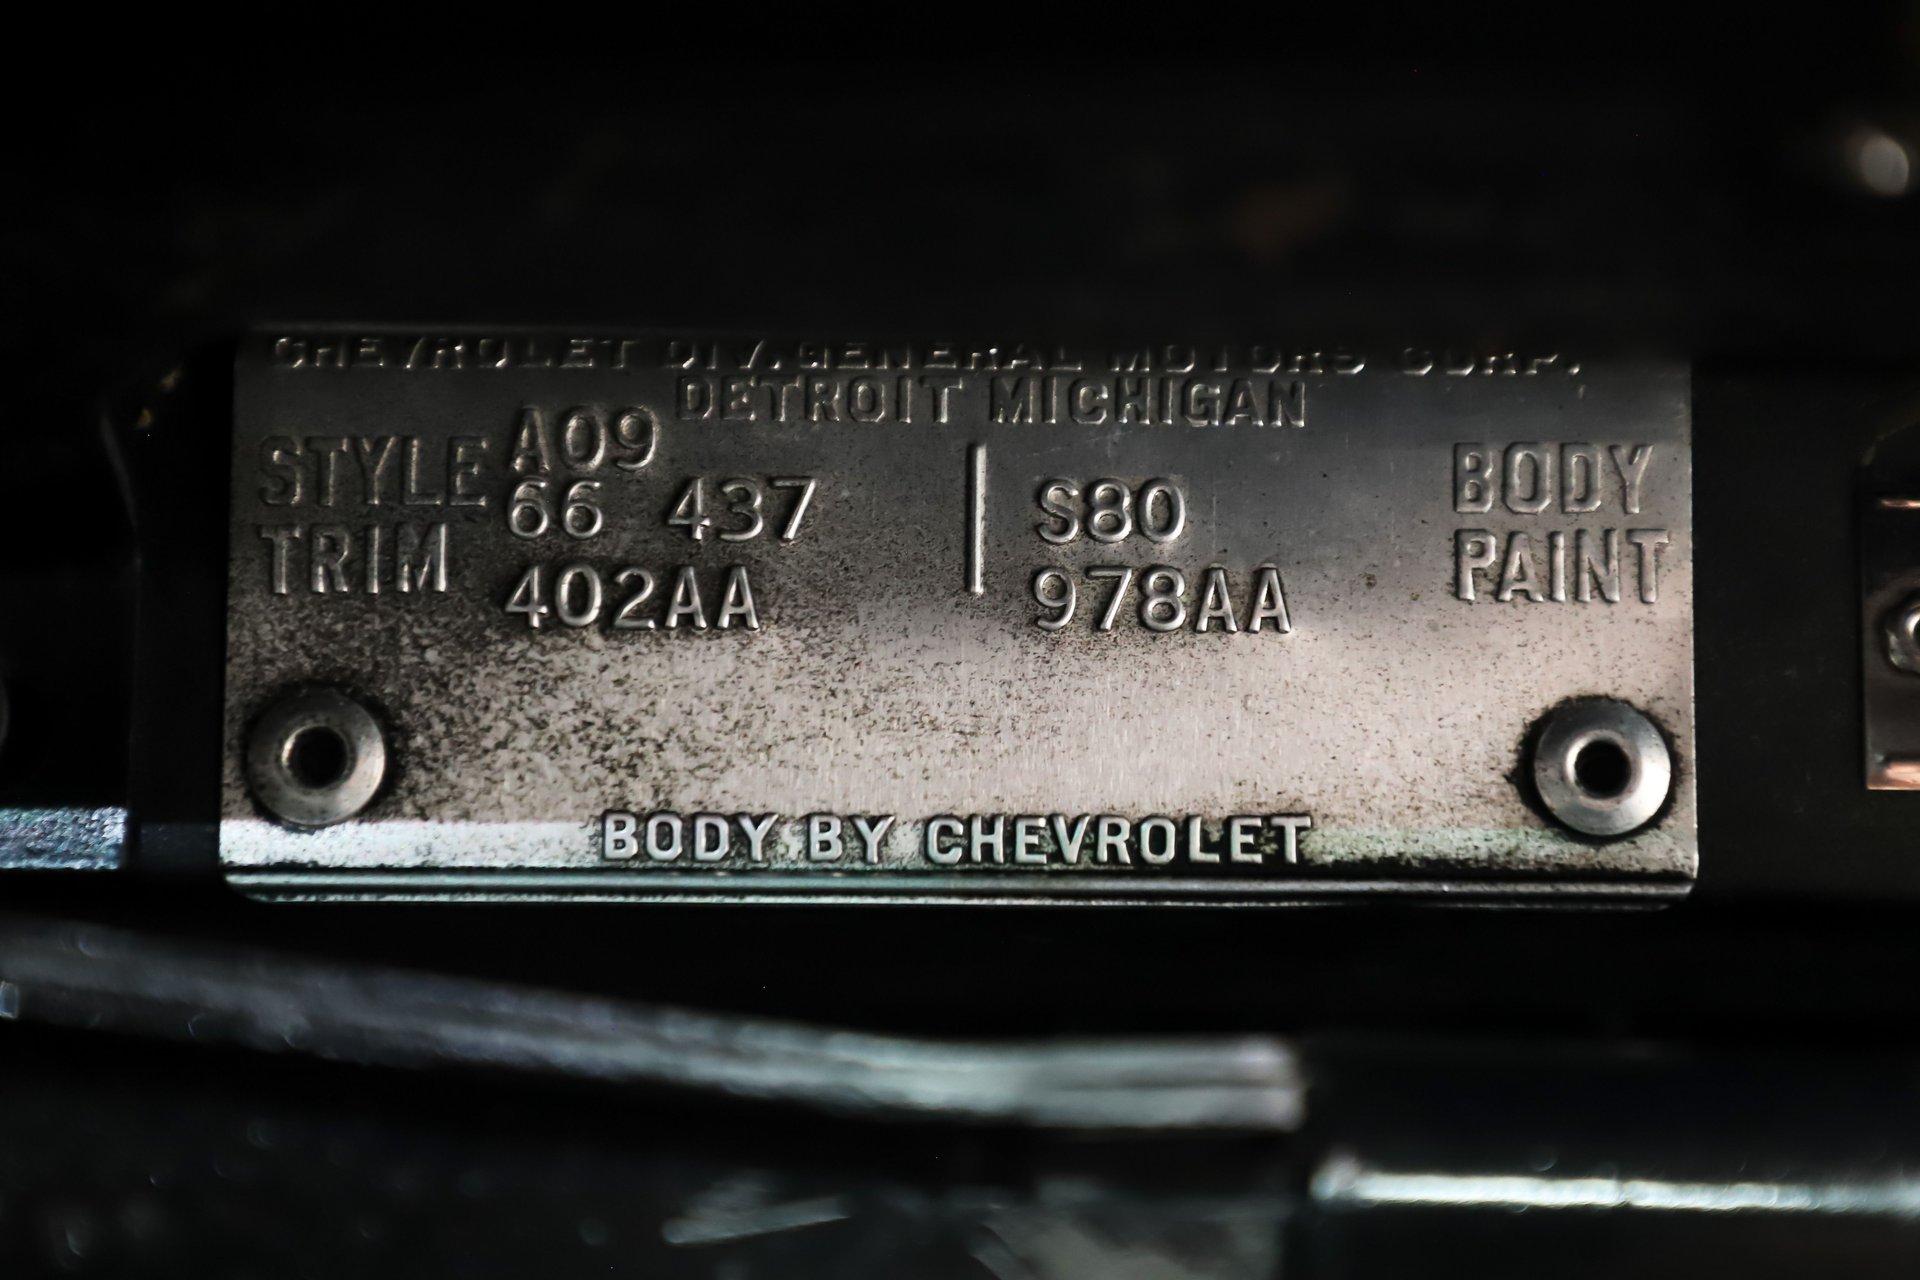 CHEVROLET DIV. GENERAL MOTORS CORP.
DETROIT MICHIGAN
A09
STYLE 66 437 S80 BODY
TRIM 402AA 978AA PAINT
BODY BY CHEVROLET